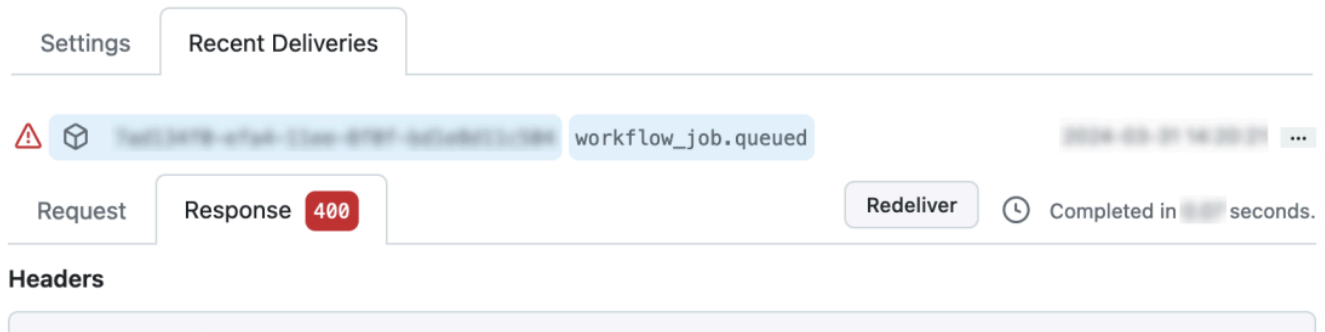 Settings
Recent Deliveries
workflow_job.queued
...
Request
Response 400
Redeliver
Completed in seconds.
Headers